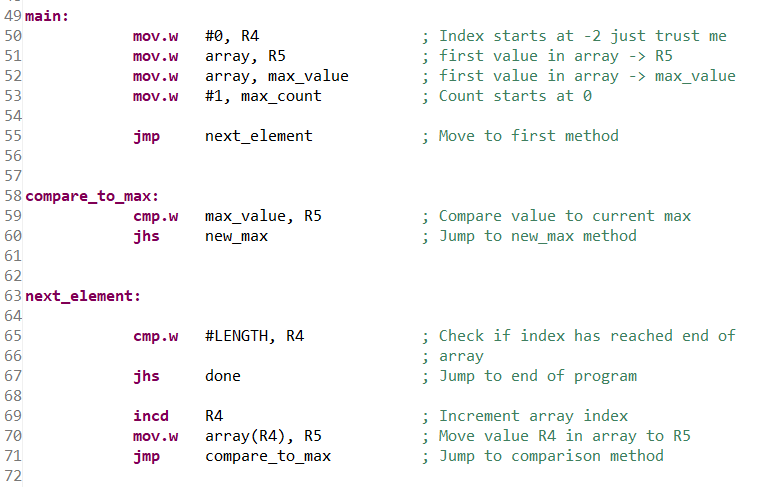 49 main:
50 mov.w #0, R4 ; Index starts at -2 just trust me
51 mov.w array, R5 ; first value in array -> R5
52 mov.w array, max_value ; first value in array -> max_value
53 mov.w #1, max_count ; Count starts at 0
54
55 jmp next_element ; Move to first method
56
57
58 compare_to_max:
59 cmp.w max_value, R5 ; Compare value to current max
60 jhs new_max ; Jump to new_max method
61
62
63 next_element:
64
65 cmp.w #LENGTH, R4 ; Check if index has reached end of
66 ; array
67 jhs done ; Jump to end of program
68
69 incd R4 ; Increment array index
70 mov.w array(R4), R5 ; Move value R4 in array to R5
71 jmp compare_to_max ; Jump to comparison method
72